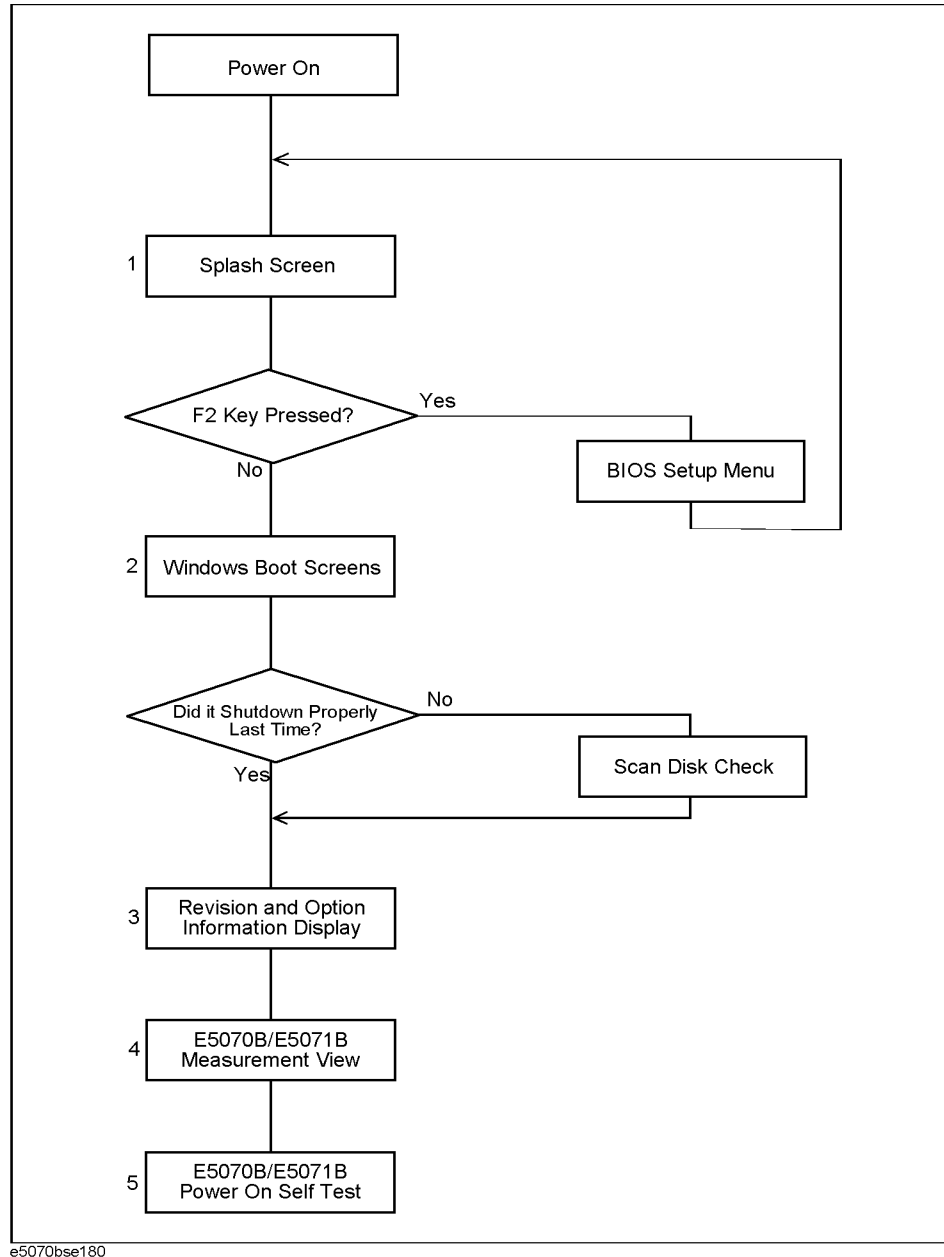 Power On
1
Splash Screen
F2 Key Pressed?
Yes
No
BIOS Setup Menu
2
Windows Boot Screens
Did it Shutdown Properly
Last Time?
No
Yes
Scan Disk Check
3
Revision and Option
Information Display
4
E5070B/E5071B
Measurement View
5
E5070B/E5071B
Power On Self Test
e5070bse180